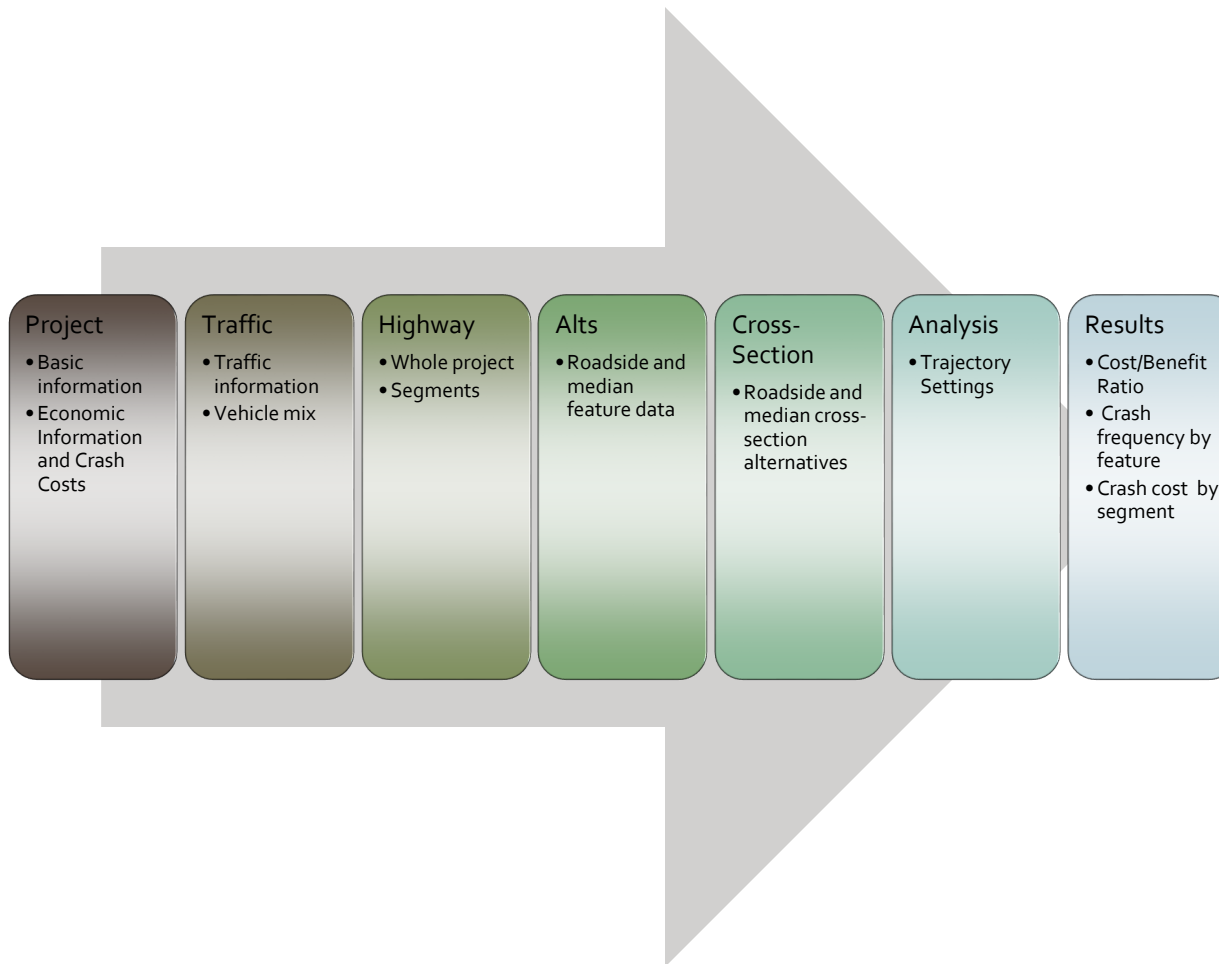 Project
• Basic
information
• Economic
Information
and Crash
Costs
Traffic
• Traffic
information
• Vehicle mix
Highway
• Whole project
• Segments
Alts
• Roadside and
median
feature data
Cross-
Section
• Roadside and
median cross-
section
alternatives
Analysis
• Trajectory
Settings
Results
• Cost/Benefit
Ratio
• Crash
frequency by
feature
• Crash cost by
segment